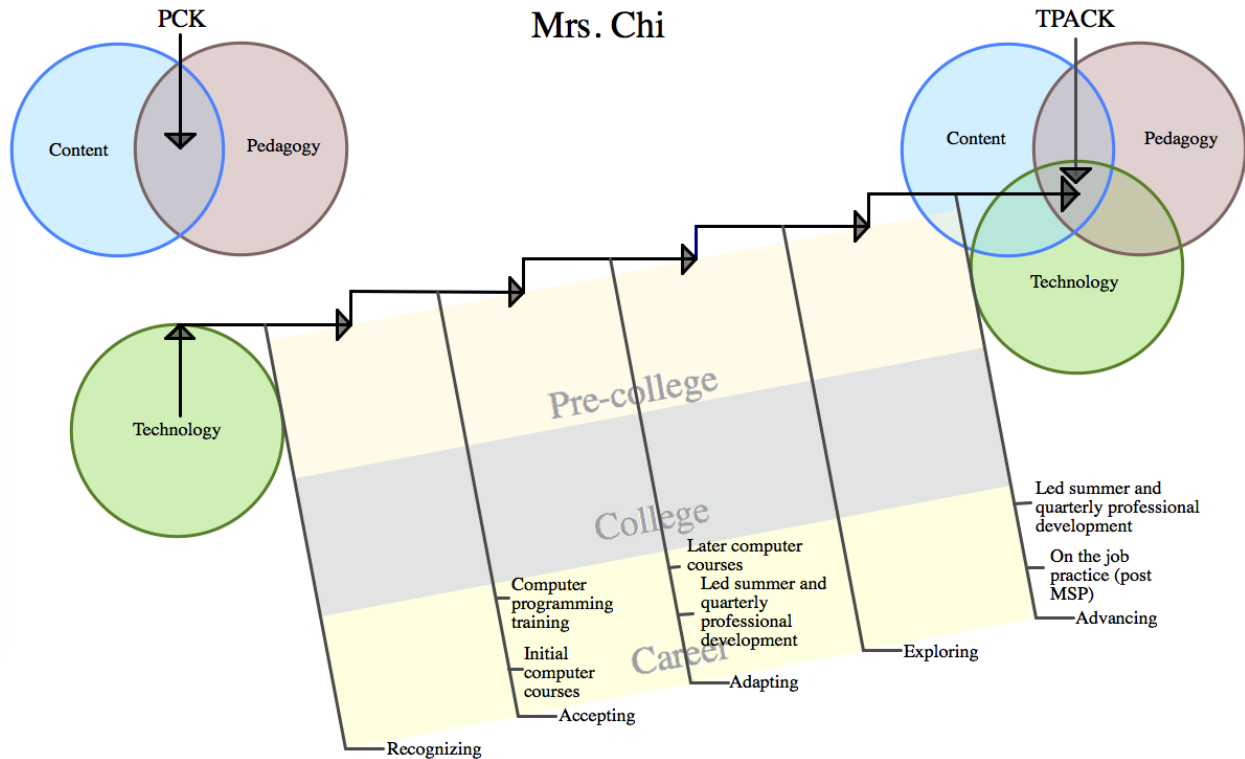 PCK
Mrs. Chi
TPACK
Content
Pedagogy
Content
Pedagogy
Technology
Technology
Pre-college
College
Career
Computer
programming
training
Initial
computer
courses
Later computer
courses
Led summer and
quarterly
professional
development
Led summer and
quarterly professional
development
On the job
practice (post
MSP)
Advancing
Exploring
Adapting
Accepting
Recognizing